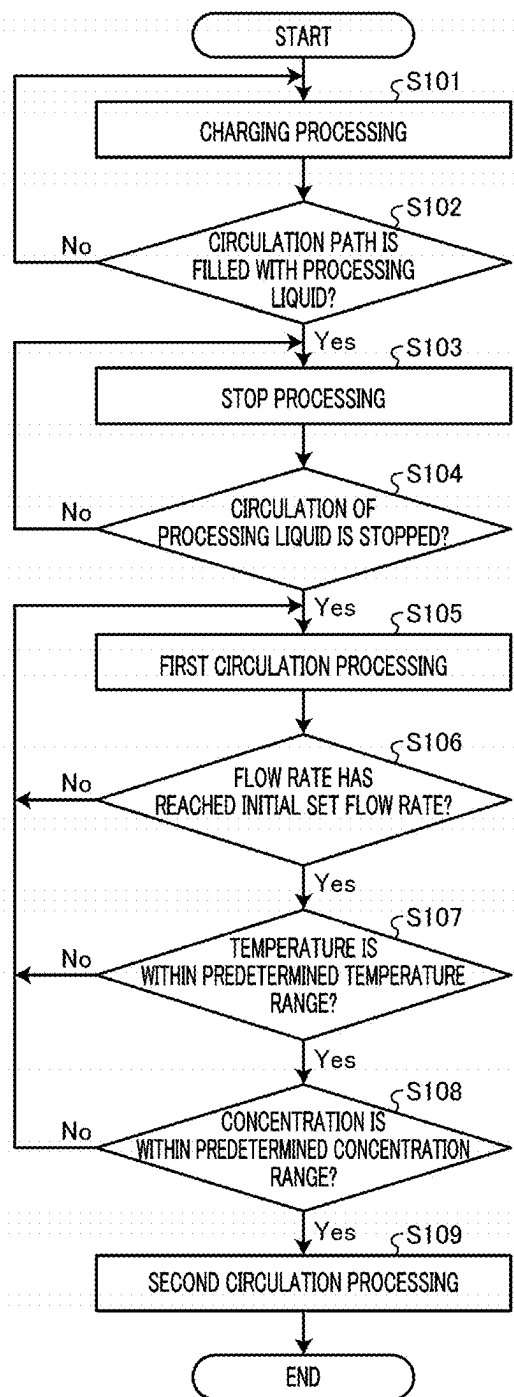 START
S101
CHARGING PROCESSING
S102
CIRCULATION PATH IS
FILLED WITH PROCESSING
LIQUID?
No
Yes
S103
STOP PROCESSING
S104
CIRCULATION OF
PROCESSING LIQUID IS STOPPED?
No
Yes
S105
FIRST CIRCULATION PROCESSING
S106
FLOW RATE HAS
REACHED INITIAL SET FLOW RATE?
No
Yes
S107
TEMPERATURE IS
WITHIN PREDETERMINED TEMPERATURE
RANGE?
No
Yes
S108
CONCENTRATION IS
WITHIN PREDETERMINED CONCENTRATION
RANGE?
No
Yes
S109
SECOND CIRCULATION PROCESSING
END